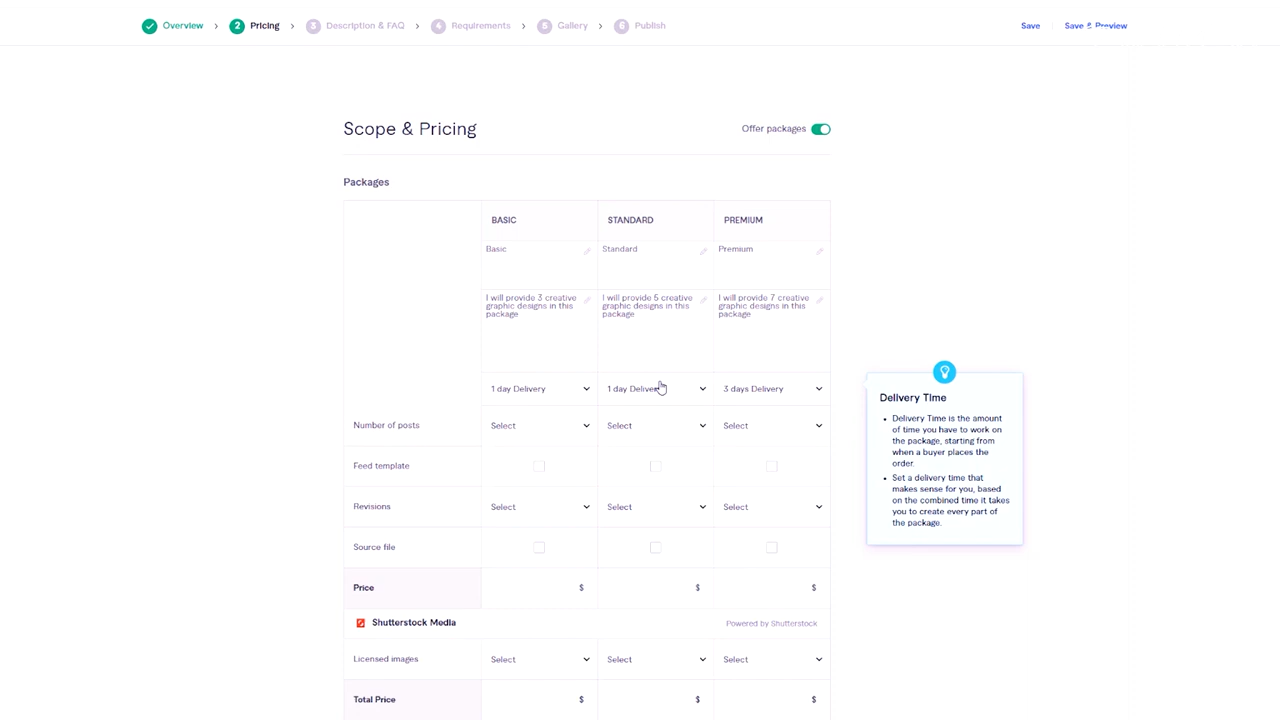 Overview > 2 Pricing > 3 Description & FAQ > 4 Requirements > 5 Gallery > 6 Publish Save Save & Preview
Scope & Pricing Offer packages
Packages
BASIC STANDARD PREMIUM
Basic Standard Premium
I will provide 3 creative I will provide 5 creative I will provide 7 creative
graphic designs in this graphic designs in this graphic designs in this
package package package
1 day Delivery 1 day Delivery 3 days Delivery
Number of posts Select Select Select
Feed template
Revisions Select Select Select
Source file
Price $ $ $
Shutterstock Media Powered by Shutterstock
Licensed images Select Select Select
Total Price $ $ $
Delivery Time
• Delivery Time is the amount
of time you have to work on
the package, starting from
when a buyer places the
order.
• Set a delivery time that
makes sense for you, based
on the combined time it takes
you to create every part of
the package.